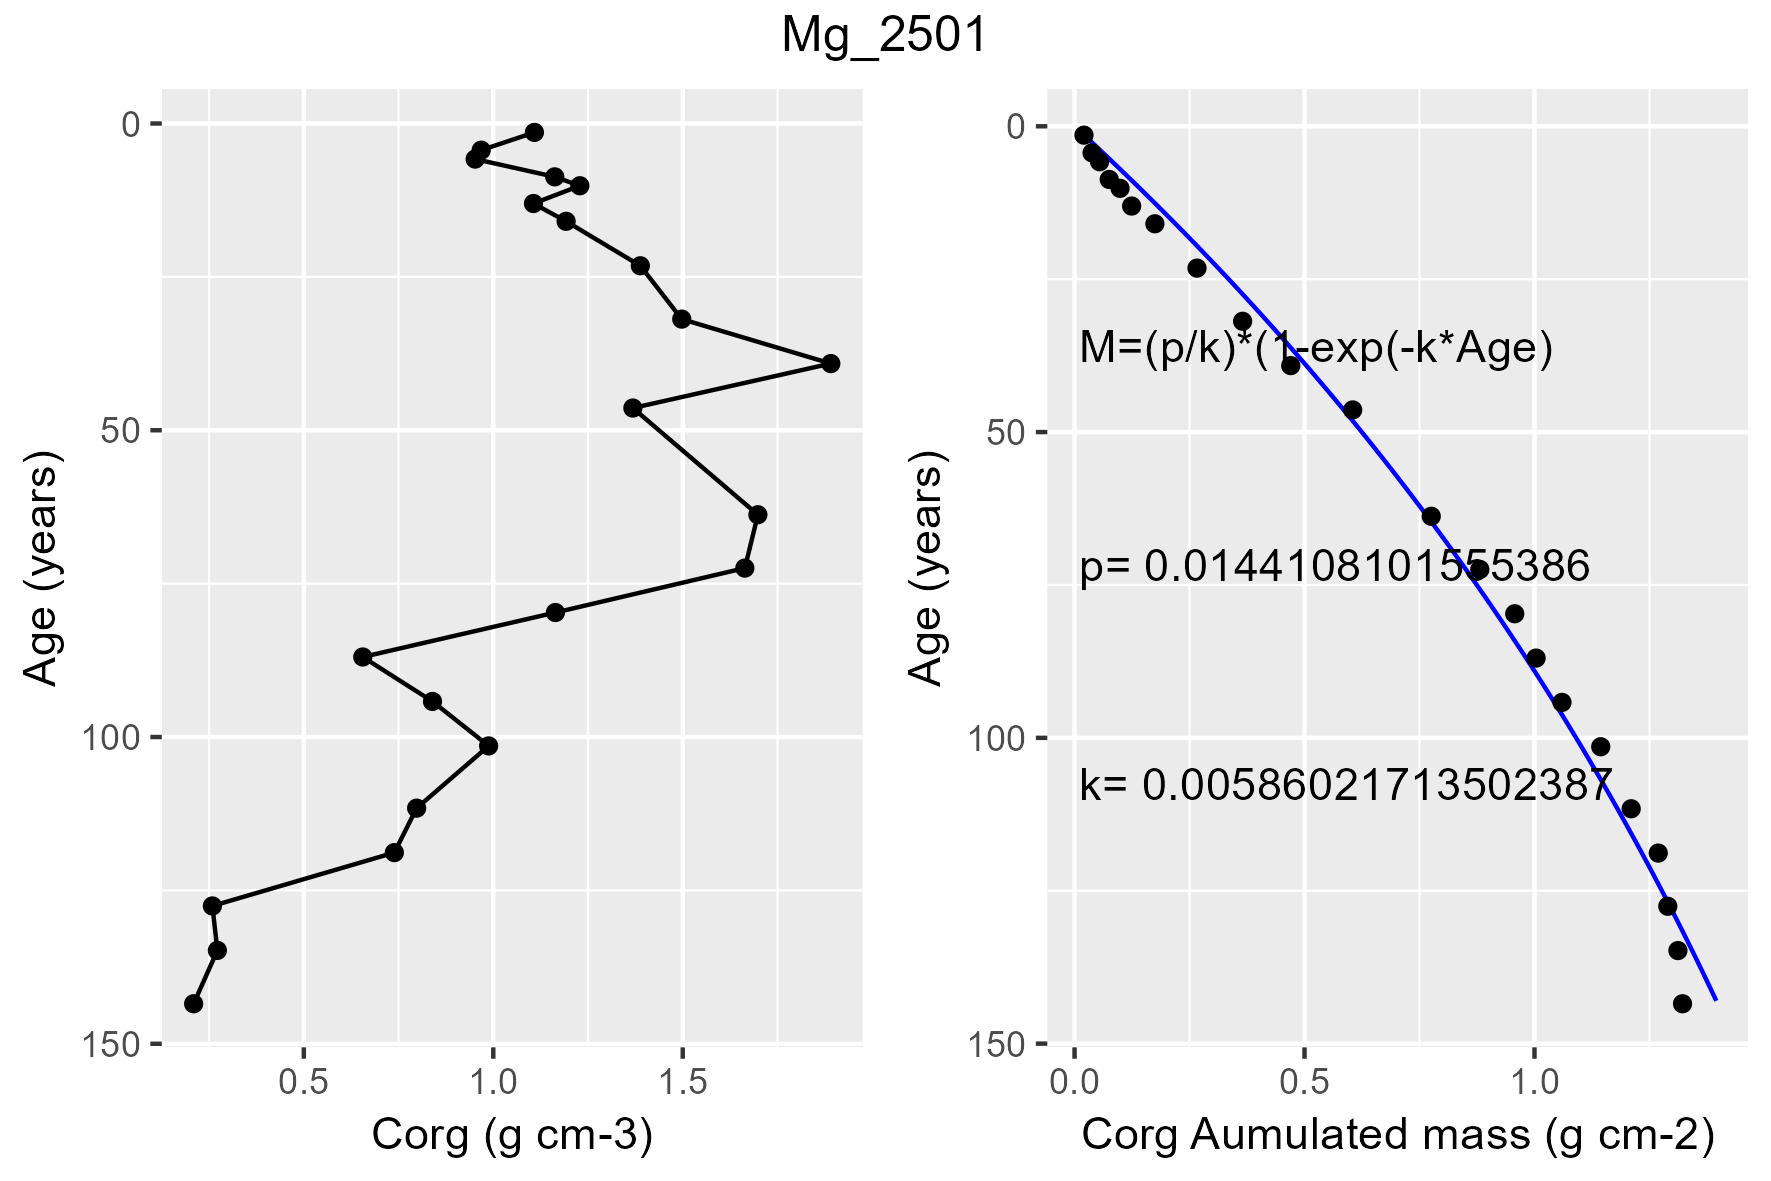 Mg_2501
0
50
100
150
Age (years)
0.5 1.0 1.5
Corg (g cm-3)
0
50
100
150
Age (years)
M=(p/k)*(1-exp(-k*Age)
p= 0.0144108101555386
k= 0.00586021713502387
0.0 0.5 1.0
Corg Aumulated mass (g cm-2)